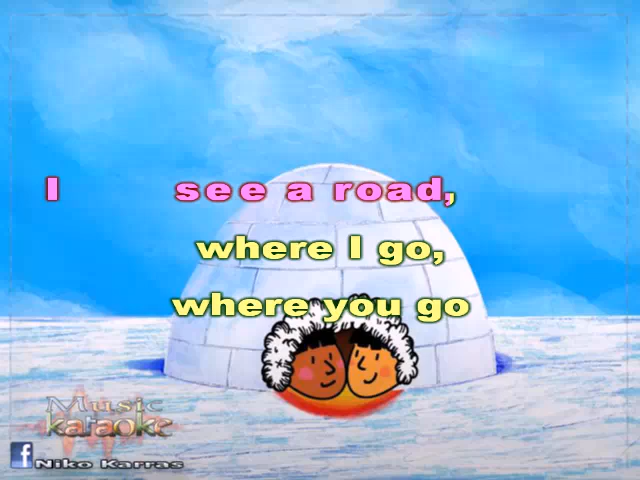 I see a road,
where I go,
where you go
Music
karaoke
f Niko Karras